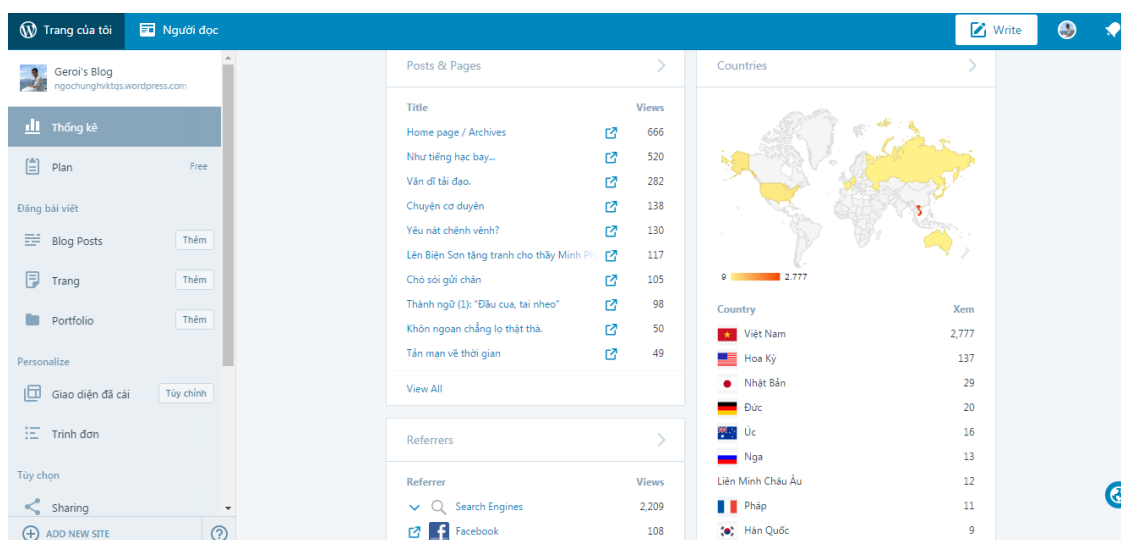 Trang của tôi
Người đọc
Write
Geroi's Blog
ngochunghvktqs.wordpress.com
Thống kê
Plan
Free
Đăng bài viết
Blog Posts
Thêm
Trang
Thêm
Portfolio
Thêm
Personalize
Giao diện đã cài
Tùy chỉnh
Trình đơn
Tùy chọn
Sharing
ADD NEW SITE
Posts & Pages
Title Views
Home page / Archives 666
Như tiếng hạc bay... 520
Văn dĩ tải đạo. 282
Chuyện cơ duyên 138
Yêu nát chênh vênh? 130
Lên Biện Sơn tặng tranh cho thầy Minh 117
Chó sói gửi chân 105
Thành ngữ (1): "Đầu cua, tai nheo" 98
Khôn ngoan chẳng lọ thật thà. 50
Tản mạn về thời gian 49
View All
Referrers
Referrer Views
Search Engines 2,209
Facebook 108
Countries
9 2.777
Country Xem
Việt Nam 2,777
Hoa Kỳ 137
Nhật Bản 29
Đức 20
Úc 16
Nga 13
Liên Minh Châu Âu 12
Pháp 11
Hàn Quốc 9